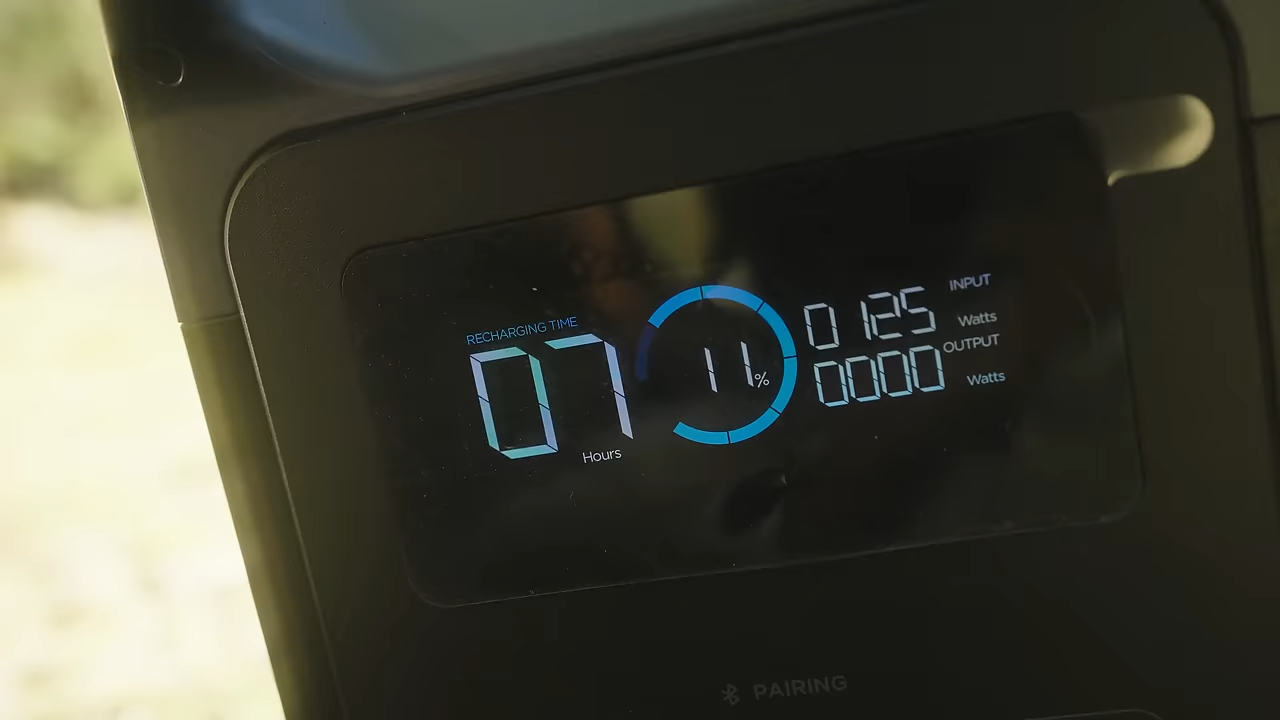 RECHARGING TIME
07
Hours
11%
0125
INPUT
Watts
0000
OUTPUT
Watts
PAIRING